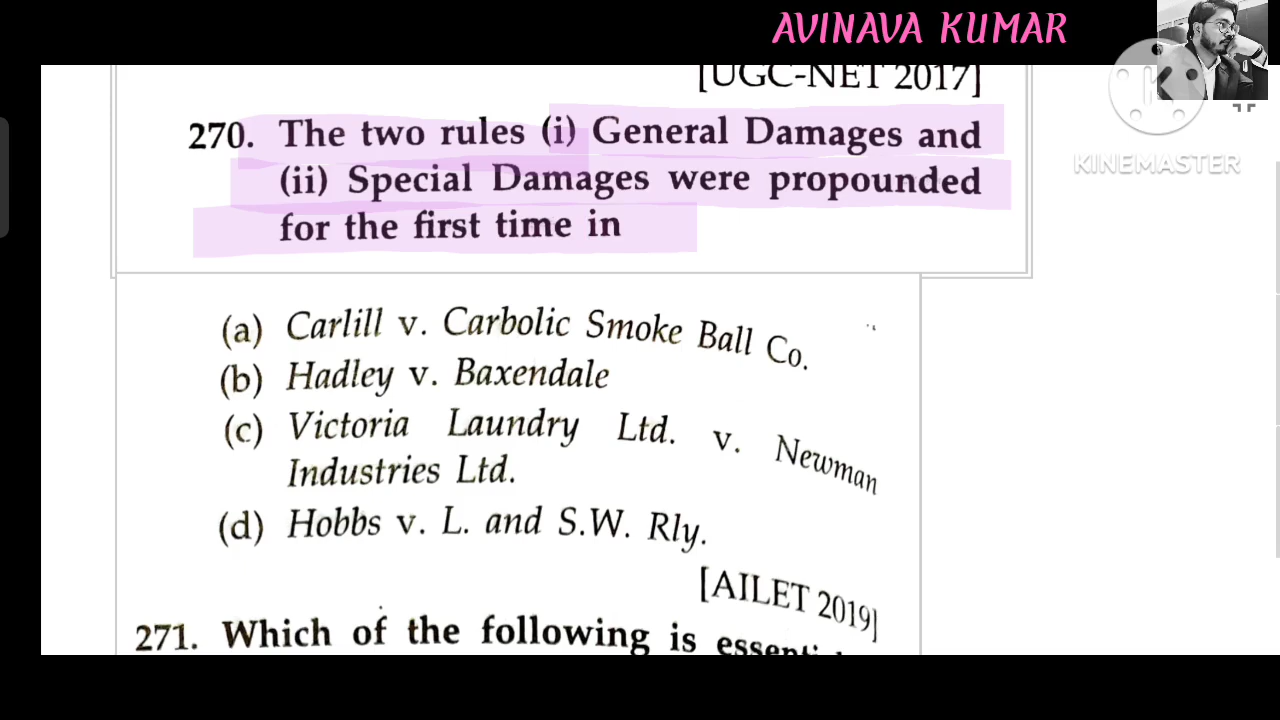 AVINAVA KUMAR
[UGC-NET 2017]
KINEMASTER
270. The two rules (i) General Damages and
(ii) Special Damages were propounded
for the first time in
(a) Carlill v. Carbolic Smoke Ball Co.
(b) Hadley v. Baxendale
(c) Victoria Laundry Ltd. v. Newman
Industries Ltd.
(d) Hobbs v. L. and S.W. Rly.
[AILET 2019]
271. Which of the following is